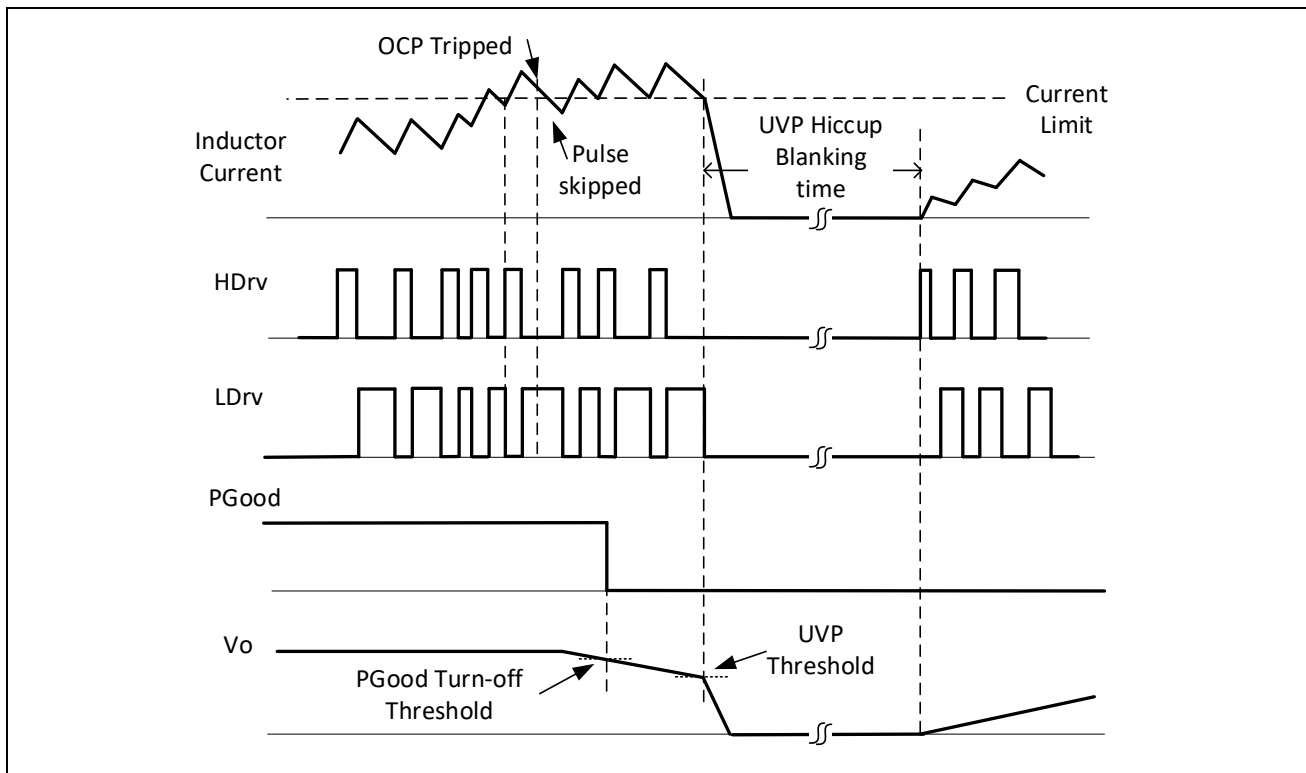 OCP Tripped
Current
Limit
UVP Hiccup
Blanking
time
Inductor
Current
Pulse
skipped
HDrv
LDrv
PGood
Vo
UVP
Threshold
PGood Turn-off
Threshold